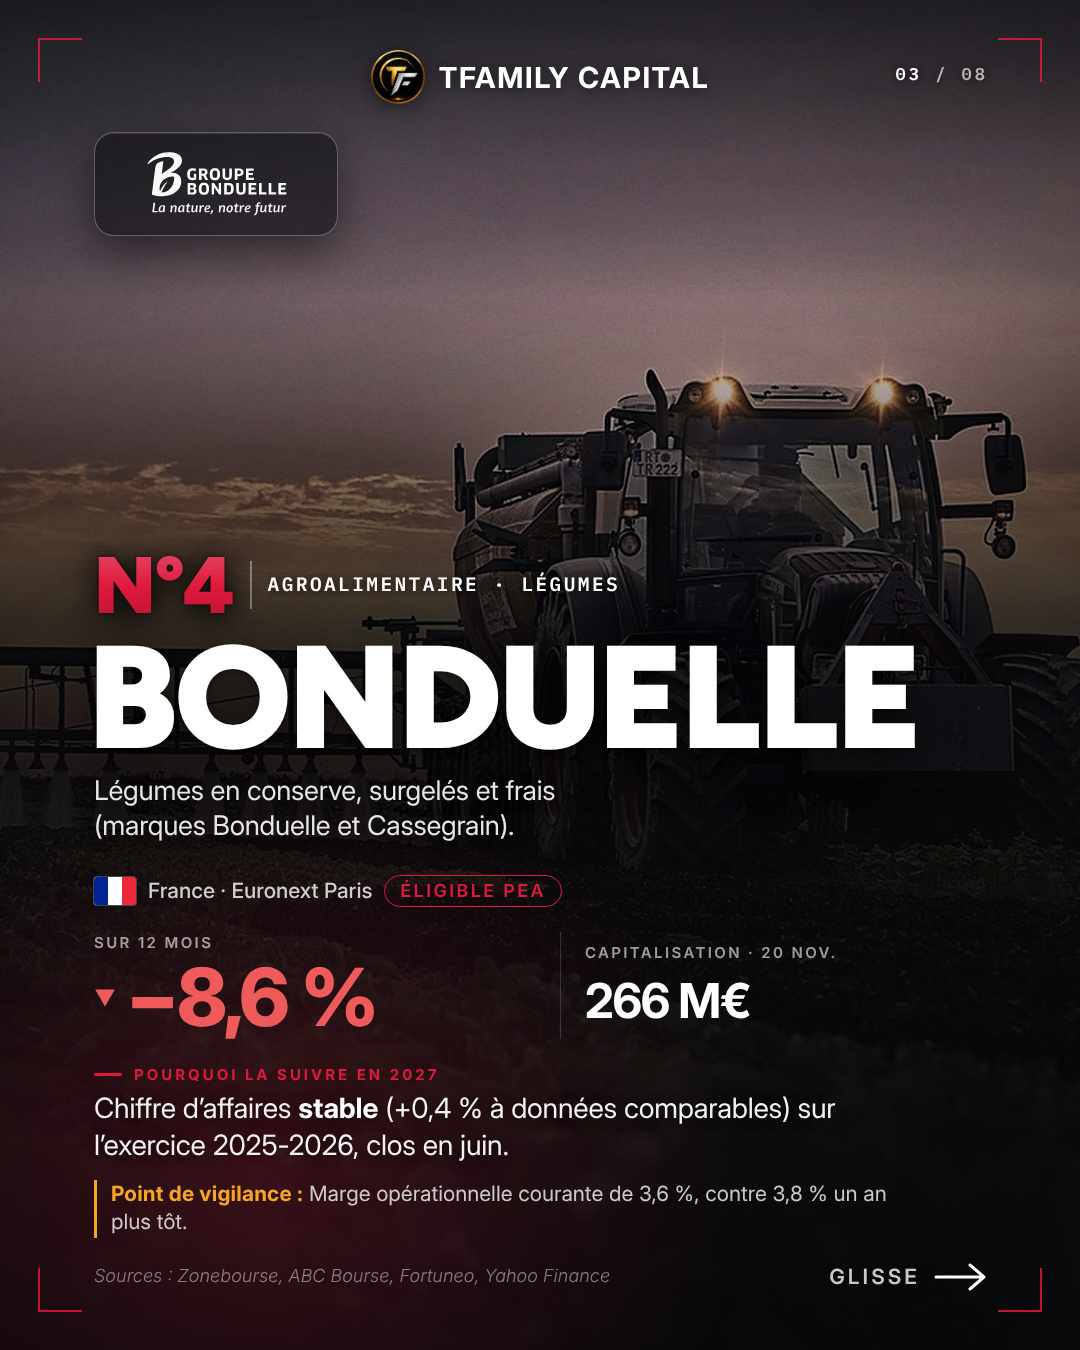 TFAMILY CAPITAL
03 / 08
GROUPE
BONDUELLE
La nature, notre futur
RT
TR 222
N°4
AGROALIMENTAIRE · LÉGUMES
BONDUELLE
Légumes en conserve, surgelés et frais
(marques Bonduelle et Cassegrain).
France · Euronext Paris
ÉLIGIBLE PEA
SUR 12 MOIS
▼ –8,6 %
CAPITALISATION · 20 NOV.
266 M€
POURQUOI LA SUIVRE EN 2027
Chiffre d’affaires stable (+0,4 % à données comparables) sur
l’exercice 2025-2026, clos en juin.
Point de vigilance : Marge opérationnelle courante de 3,6 %, contre 3,8 % un an
plus tôt.
Sources : Zonebourse, ABC Bourse, Fortuneo, Yahoo Finance
GLISSE →